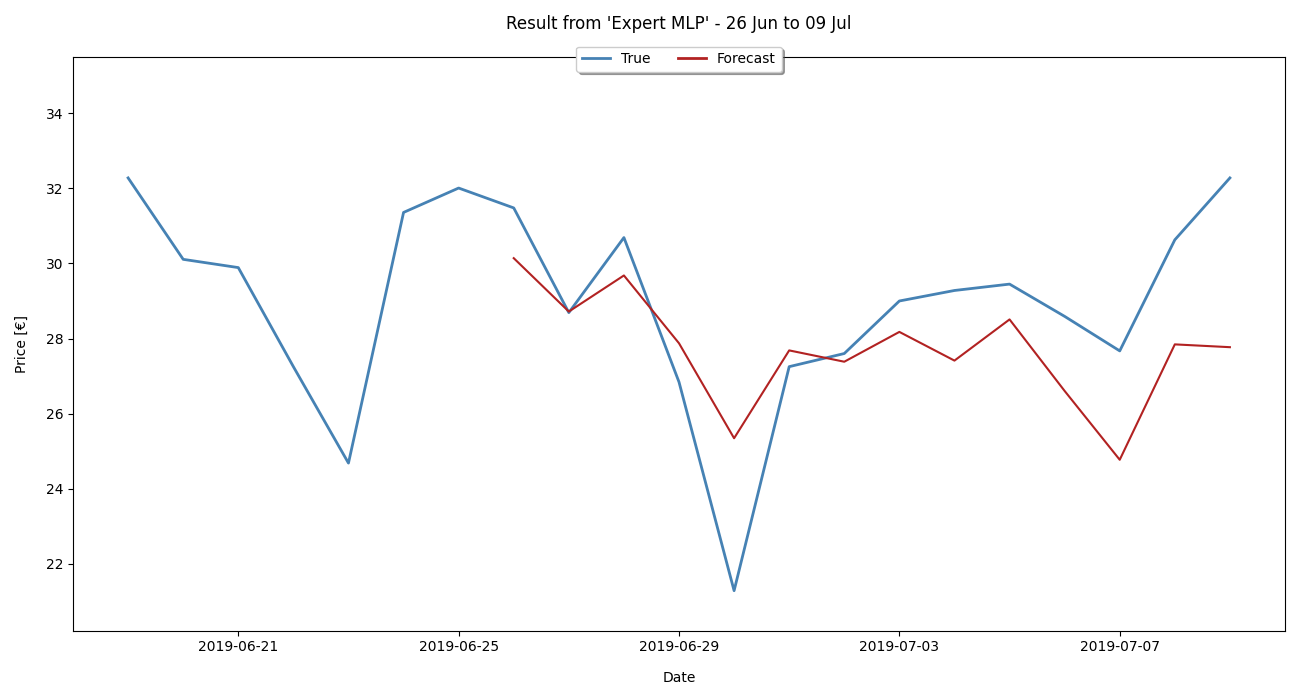 Result from 'Expert MLP' - 26 Jun to 09 Jul
True Forecast
34
32
30
28
26
24
22
Price [€]
2019-06-21 2019-06-25 2019-06-29 2019-07-03 2019-07-07
Date